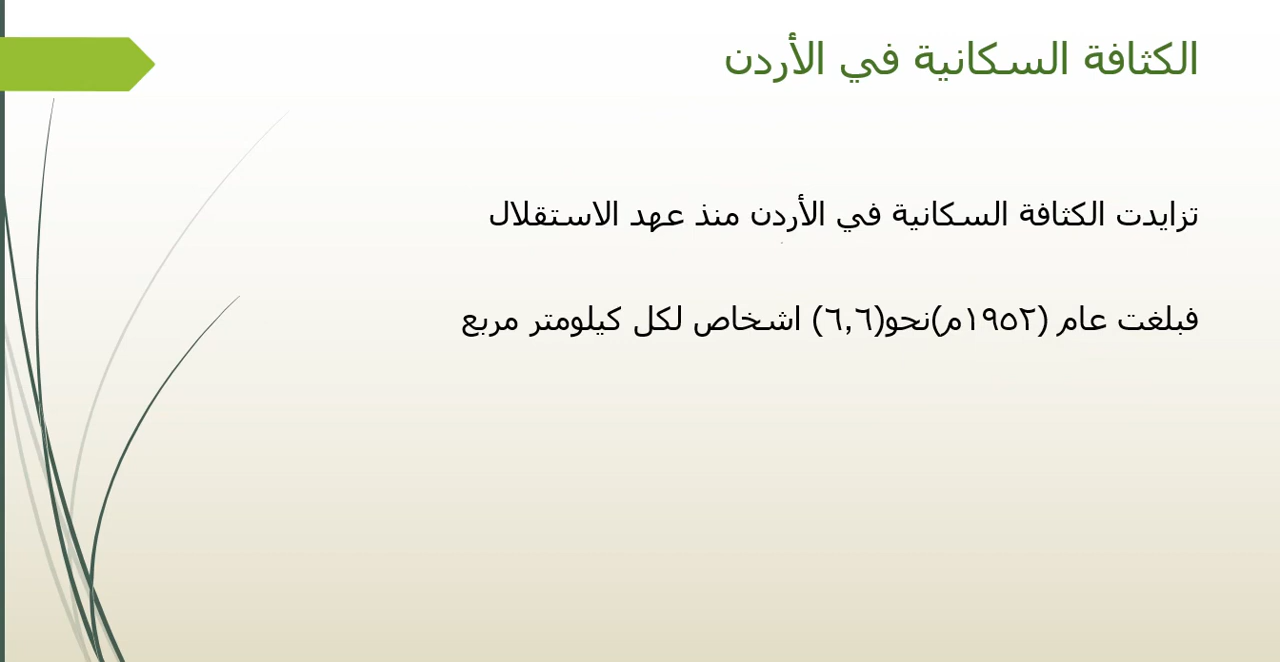 الكثافة السكانية في الأردن
تزايدت الكثافة السكانية في الأردن منذ عهد الاستقلال
فبلغت عام (١٩٥٢م)نحو(٦,٦) اشخاص لكل كيلومتر مربع